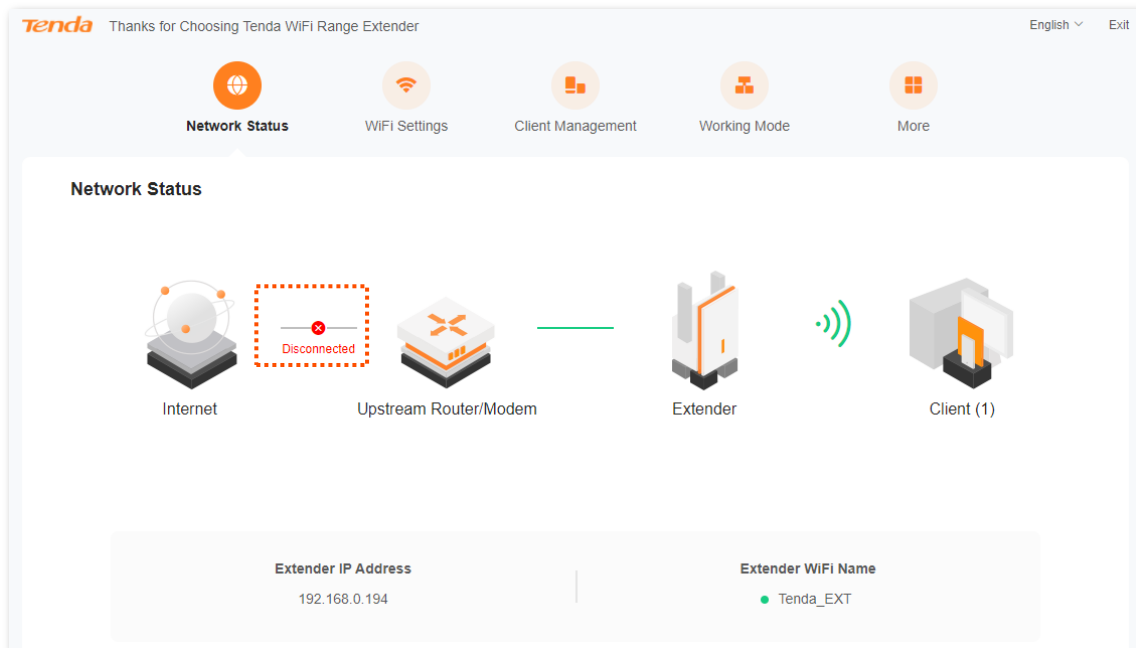 Tenda Thanks for Choosing Tenda WiFi Range Extender English Exit
Network Status WiFi Settings Client Management Working Mode More
Network Status
Disconnected
Internet Upstream Router/Modem Extender Client (1)
Extender IP Address Extender WiFi Name
192.168.0.194 Tenda_EXT